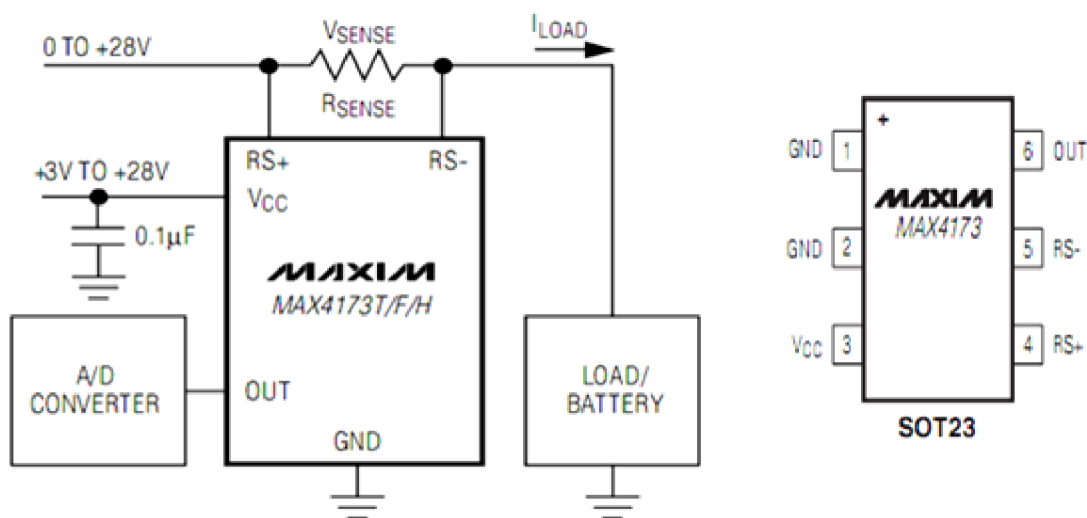 0 TO +28V
VSENSE
ILOAD
RSENSE
RS+
RS-
+3V TO +28V
VCC
0.1µF
MAXIM
MAX4173T/F/H
A/D
CONVERTER
OUT
LOAD/
BATTERY
GND
+
GND 1
6 OUT
MAXIM
MAX4173
GND 2
5 RS-
VCC 3
4 RS+
SOT23